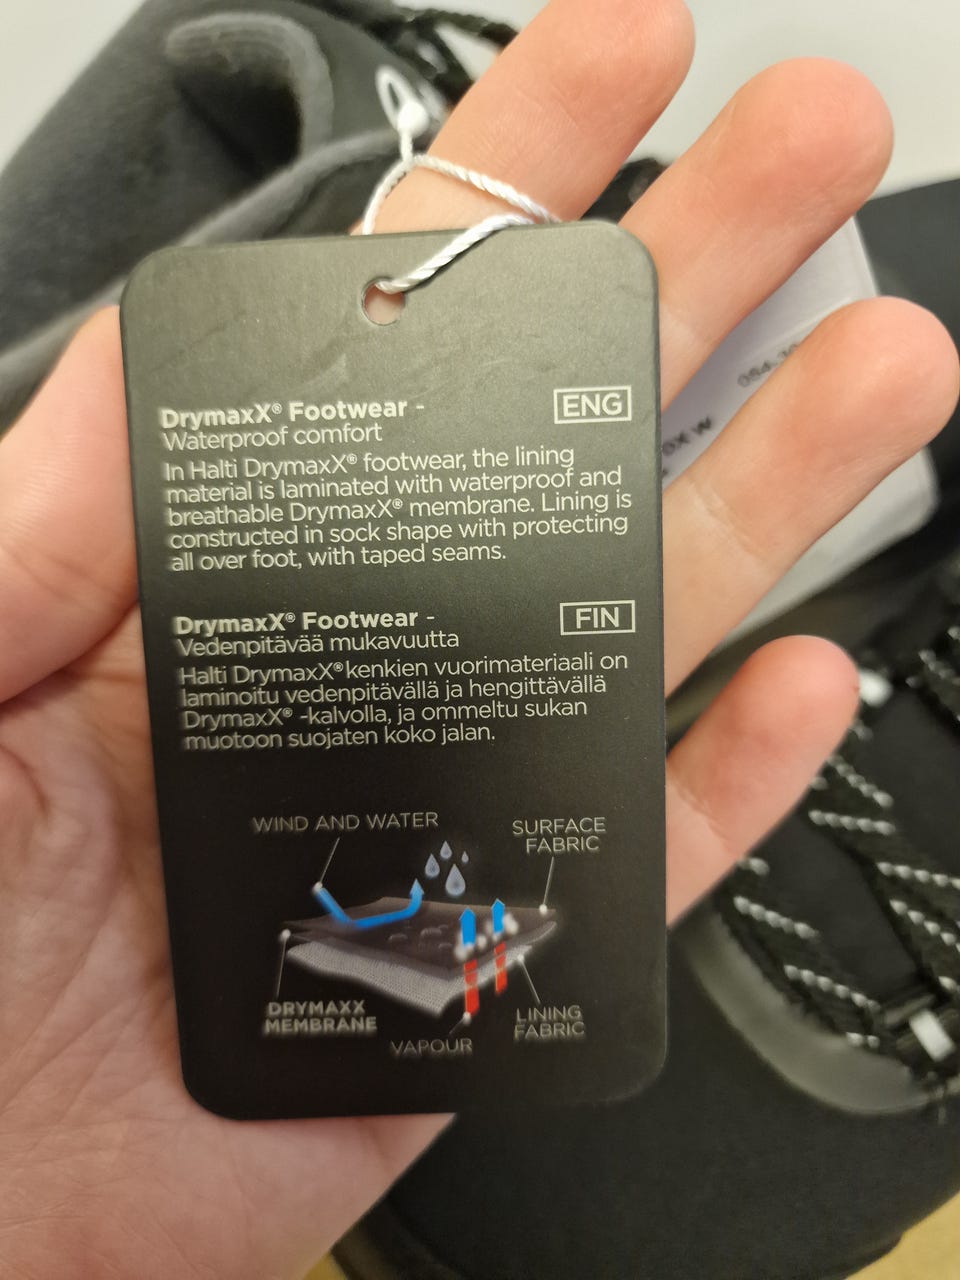 DrymaxX® Footwear -
ENG
Waterproof comfort
In Halti DrymaxX® footwear, the lining
material is laminated with waterproof and
breathable DrymaxX® membrane. Lining is
constructed in sock shape with protecting
all over foot, with taped seams.
DrymaxX® Footwear -
FIN
Vedenpitävää mukavuutta
Halti DrymaxX® kenkien vuorimateriaali on
laminoitu vedenpitävällä ja hengittävällä
DrymaxX® -kalvolla, ja ommeltu sukan
muotoon suojaten koko jalan.
WIND AND WATER
SURFACE
FABRIC
DRYMAXX
MEMBRANE
LINING
FABRIC
VAPOUR